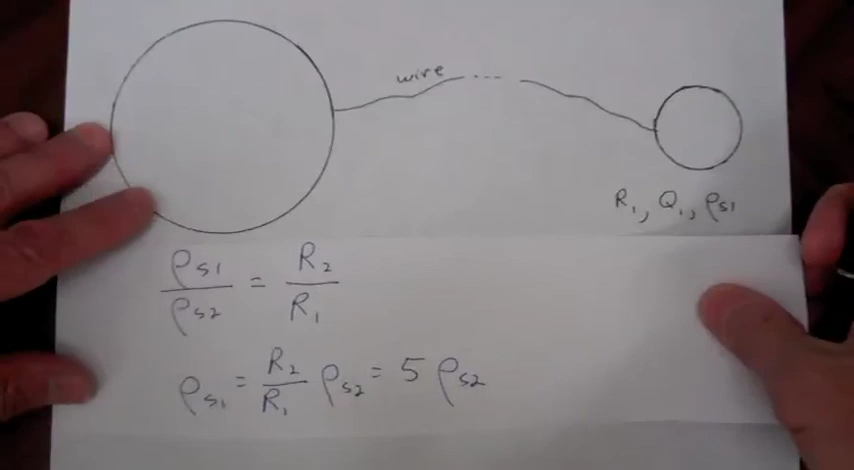 wire ...
R₁, Q₁, ρs1
ρs1/ρs2 = R₂/R₁
ρs₁ = R₂/R₁ ρs2 = 5 ρs2